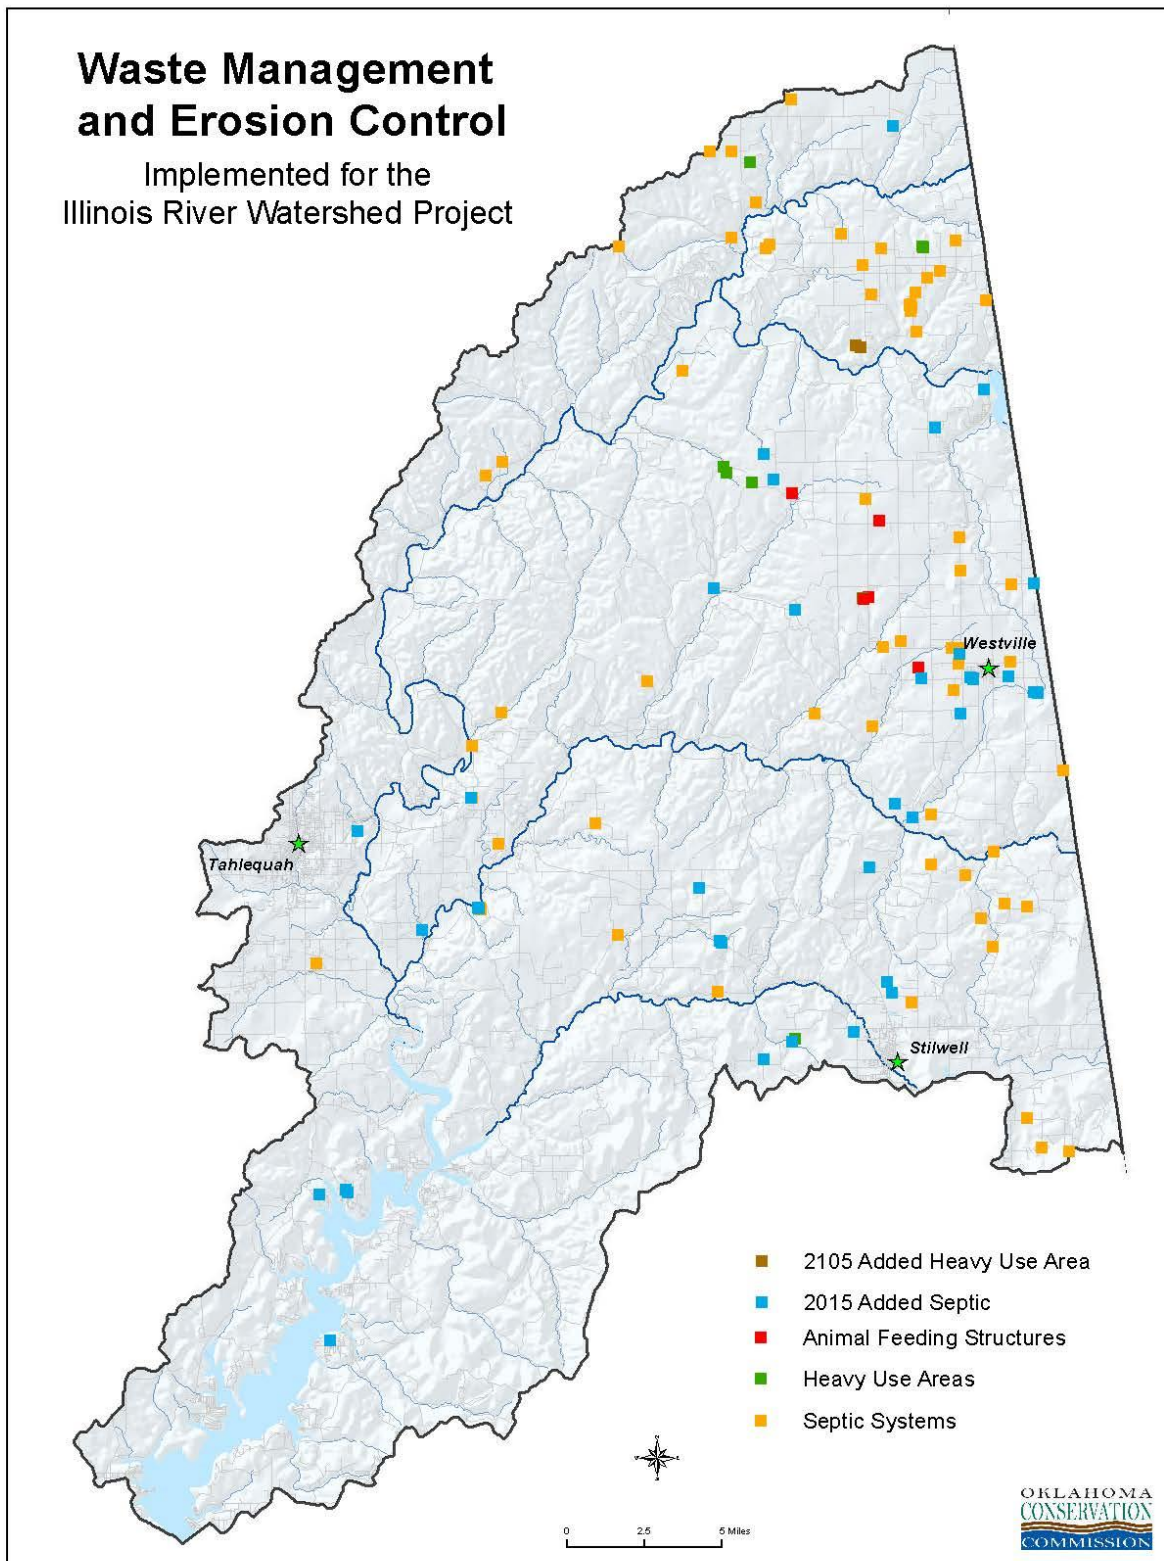 Waste Management
and Erosion Control
Implemented for the
Illinois River Watershed Project
Westville
Tahlequah
Stilwell
2105 Added Heavy Use Area
2015 Added Septic
Animal Feeding Structures
Heavy Use Areas
Septic Systems
0 2.5 5 Miles
OKLAHOMA
CONSERVATION
COMMISSION